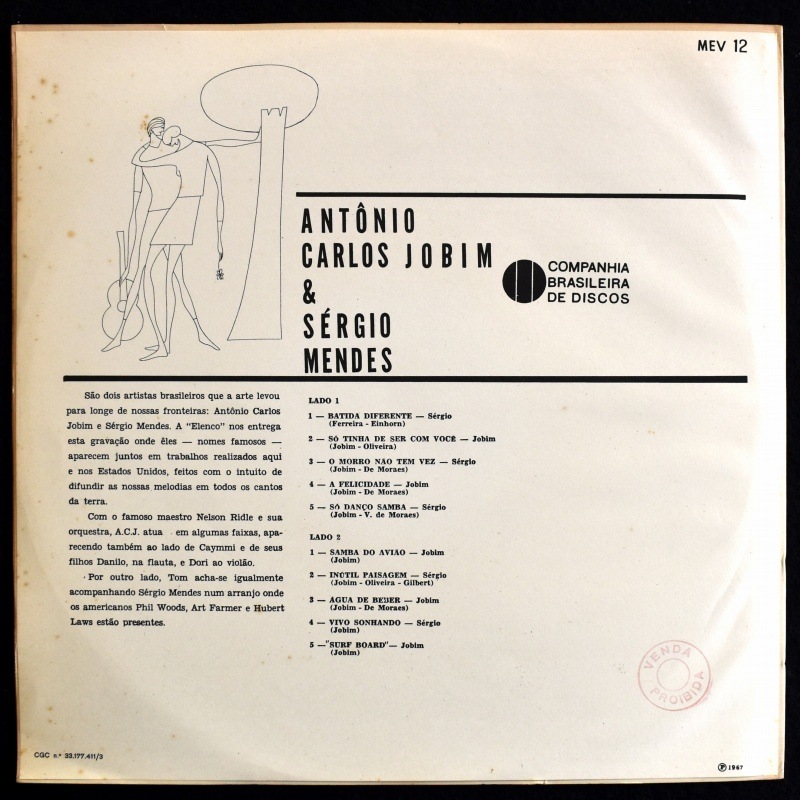 MEV 12
ANTÔNIO
CARLOS JOBIM
&
SÉRGIO
MENDES
COMPANHIA
BRASILEIRA
DE DISCOS
São dois artistas brasileiros que a arte levou
para longe de nossas fronteiras: Antônio Carlos
Jobim e Sérgio Mendes. A "Elenco" nos entrega
esta gravação onde êles — nomes famosos —
aparecem juntos em trabalhos realizados aqui
e nos Estados Unidos, feitos com o intuito de
difundir as nossas melodias em todos os cantos
da terra.
Com o famoso maestro Nelson Ridle e sua
orquestra, A.C.J. atua em algumas faixas, apa-
recendo também ao lado de Caymmi e de seus
filhos Danilo, na flauta, e Dori ao violão.
Por outro lado, Tom acha-se igualmente
acompanhando Sérgio Mendes num arranjo onde
os americanos Phil Woods, Art Farmer e Hubert
Laws estão presentes.
LADO 1
1 — BATIDA DIFERENTE — Sérgio
(Ferreira - Einhorn)
2 — SÓ TINHA DE SER COM VOCÊ — Jobim
(Jobim - Oliveira)
3 — O MORRO NÃO TEM VEZ — Sérgio
(Jobim - De Moraes)
4 — A FELICIDADE — Jobim
(Jobim - De Moraes)
5 — SÓ DANÇO SAMBA — Sérgio
(Jobim - V. de Moraes)
LADO 2
1 — SAMBA DO AVIÃO — Jobim
(Jobim)
2 — INÚTIL PAISAGEM — Sérgio
(Jobim - Oliveira - Gilbert)
3 — AGUA DE BEBER — Jobim
(Jobim - De Moraes)
4 — VIVO SONHANDO — Sérgio
(Jobim)
5 — "SURF BOARD" — Jobim
(Jobim)
VENDA
PROIBIDA
CGC n.º 33.177.411/3
Ⓟ 1967